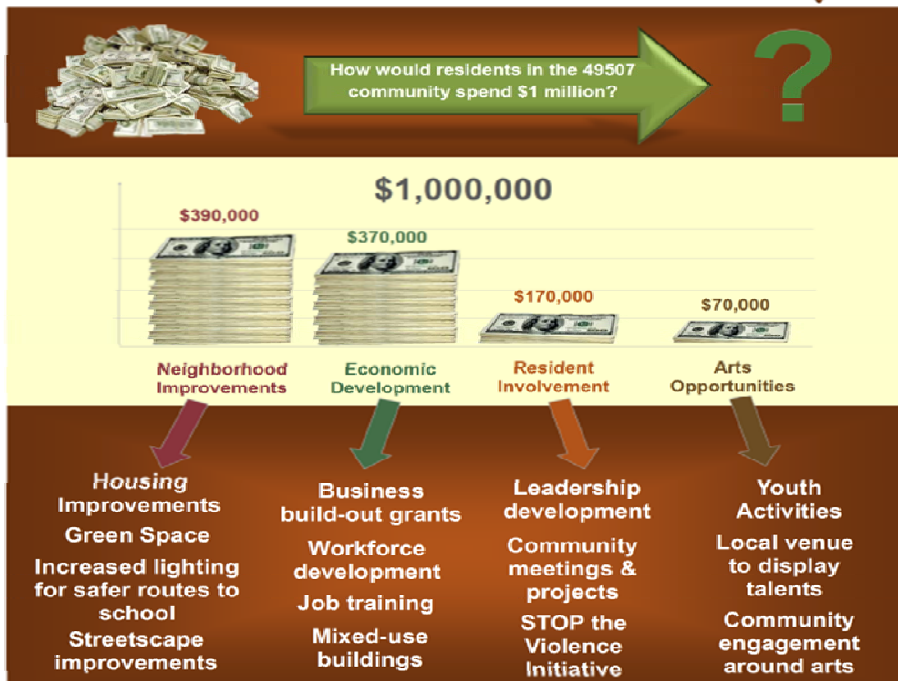 How would residents in the 49507
community spend $1 million?
?
$1,000,000
$390,000
$370,000
$170,000
$70,000
Neighborhood
Improvements
Economic
Development
Resident
Involvement
Arts
Opportunities
Housing
Improvements
Green Space
Increased lighting
for safer routes to
school
Streetscape
improvements
Business
build-out grants
Workforce
development
Job training
Mixed-use
buildings
Leadership
development
Community
meetings &
projects
STOP the
Violence
Initiative
Youth
Activities
Local venue
to display
talents
Community
engagement
around arts